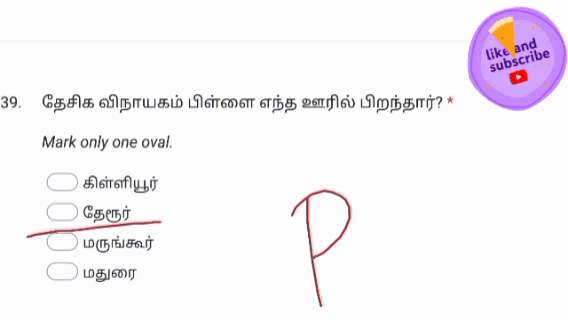 like and
subscribe
39. தேசிக விநாயகம் பிள்ளை எந்த ஊரில் பிறந்தார்? *
Mark only one oval.
கிள்ளியூர்
தேரூர்
மருங்கூர்
மதுரை
P